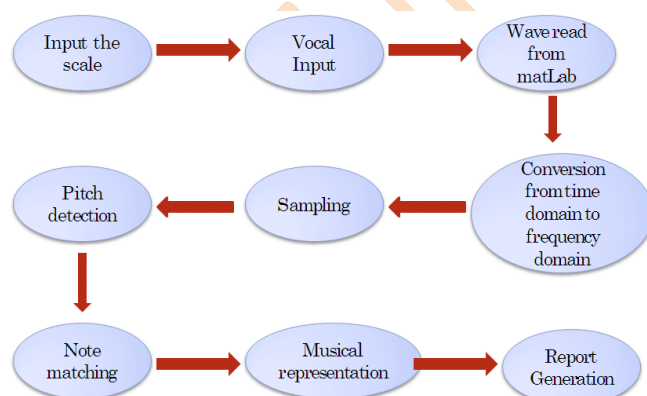 Input the
scale
Vocal
Input
Wave read
from
matLab
Conversion
from time
domain to
frequency
domain
Sampling
Pitch
detection
Note
matching
Musical
representation
Report
Generation